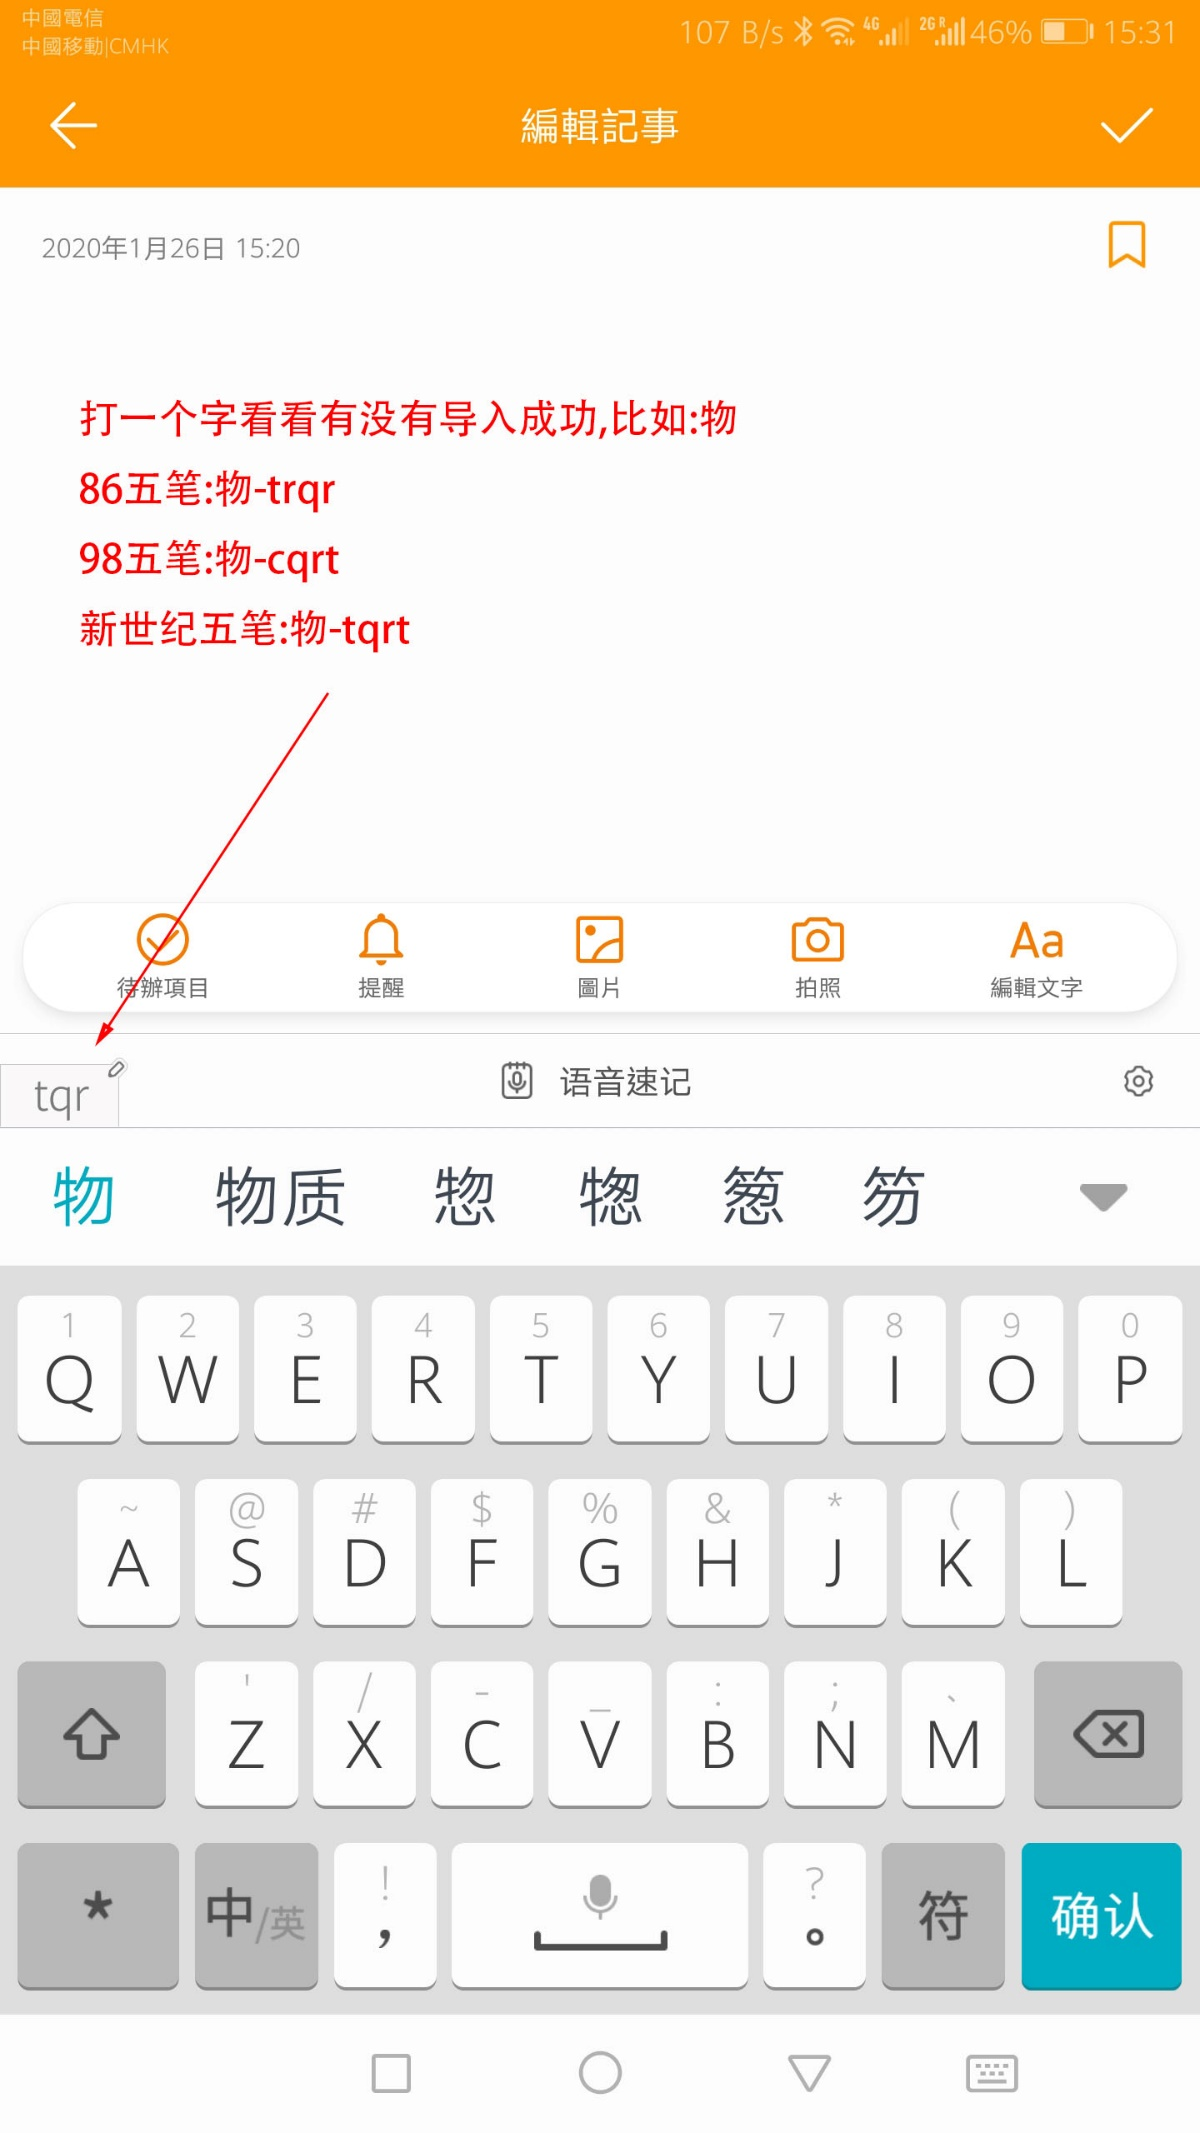 中國電信
中國移動|CMHK
107 B/s 4G 2G R 46% 15:31
編輯記事
2020年1月26日 15:20
打一个字看看有没有导入成功,比如:物
86五笔:物-trqr
98五笔:物-cqrt
新世纪五笔:物-tqrt
待辦項目 提醒 圖片 拍照 Aa 編輯文字
tqr 语音速记
物 物质 惣 㹅 䇯 笏
1 2 3 4 5 6 7 8 9 0
Q W E R T Y U I O P
~ @ # $ % & * ( )
A S D F G H J K L
' / - _ : ; 、
Z X C V B N M
! ?
* 中/英 , 。 符 确认